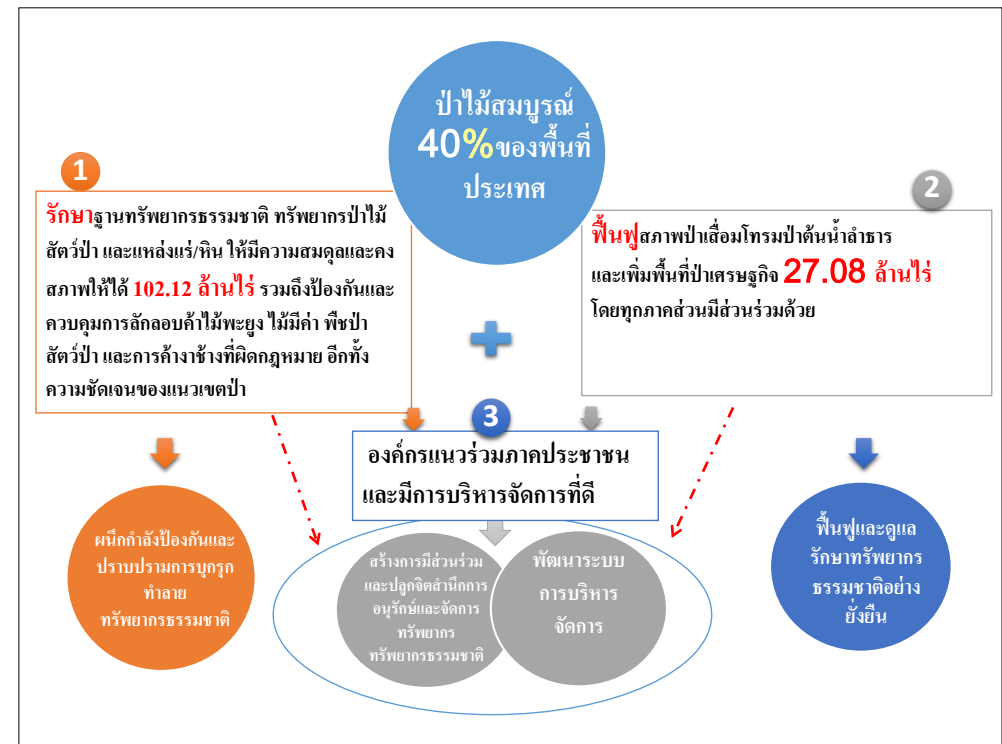 ป่าไม้สมบูรณ์
40%ของพื้นที่
ประเทศ
1
รักษาฐานทรัพยากรธรรมชาติ ทรัพยากรป่าไม้
สัตว์ป่า และแหล่งแร่/หิน ให้มีความสมดุลและคง
สภาพให้ได้ 102.12 ล้านไร่ รวมถึงป้องกันและ
ควบคุมการลักลอบค้าไม้พะยูง ไม้มีค่า พืชป่า
สัตว์ป่า และการค้างาช้างที่ผิดกฎหมาย อีกทั้ง
ความชัดเจนของแนวเขตป่า
2
ฟื้นฟูสภาพป่าเสื่อมโทรมป่าต้นน้ำลำธาร
และเพิ่มพื้นที่ป่าเศรษฐกิจ 27.08 ล้านไร่
โดยทุกภาคส่วนมีส่วนร่วมด้วย
3
องค์กรแนวร่วมภาคประชาชน
และมีการบริหารจัดการที่ดี
ผนึกกำลังป้องกันและ
ปราบปรามการบุกรุก
ทำลาย
ทรัพยากรธรรมชาติ
สร้างการมีส่วนร่วม
และปลูกจิตสำนึกการ
อนุรักษ์และจัดการ
ทรัพยากร
ทรัพยากรธรรมชาติ
พัฒนาระบบ
การบริหาร
จัดการ
ฟื้นฟูและดูแล
รักษาทรัพยากร
ธรรมชาติอย่าง
ยั่งยืน